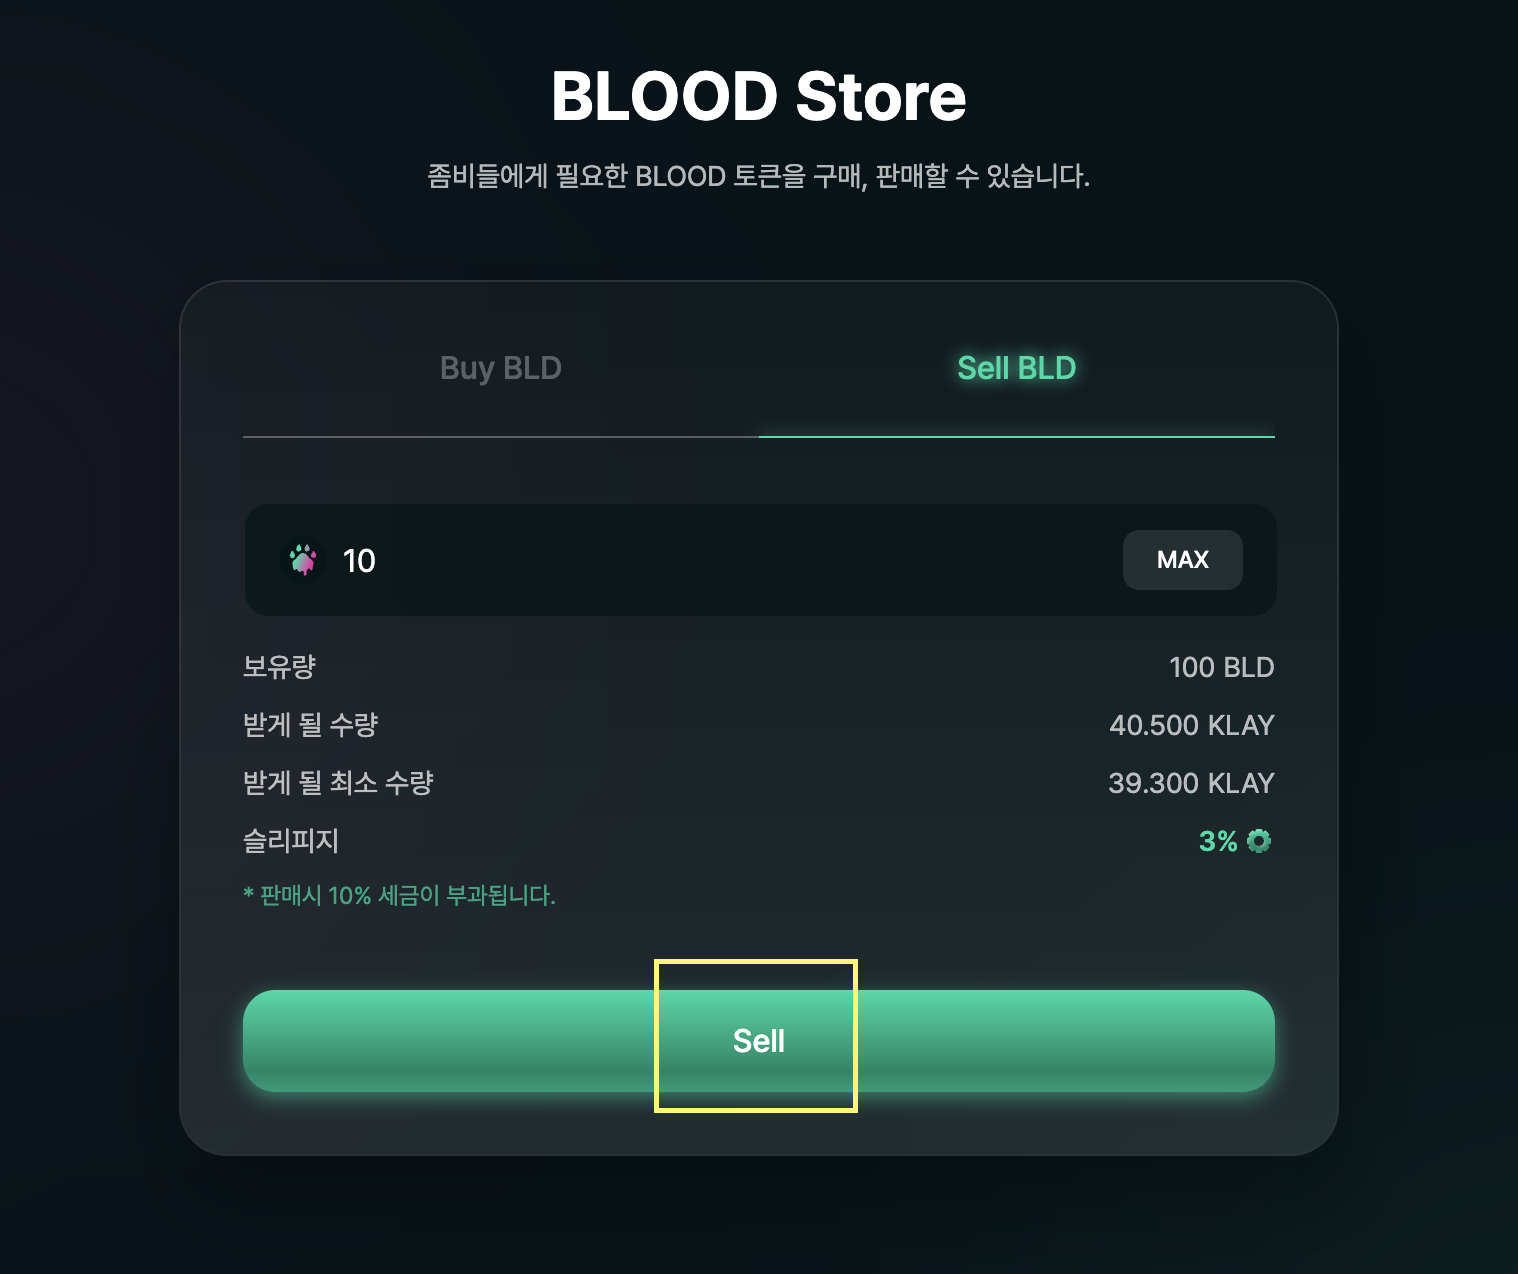 BLOOD Store
좀비들에게 필요한 BLOOD 토큰을 구매, 판매할 수 있습니다.
Buy BLD
Sell BLD
10
MAX
보유량 100 BLD
받게 될 수량 40.500 KLAY
받게 될 최소 수량 39.300 KLAY
슬리피지 3%
* 판매시 10% 세금이 부과됩니다.
Sell